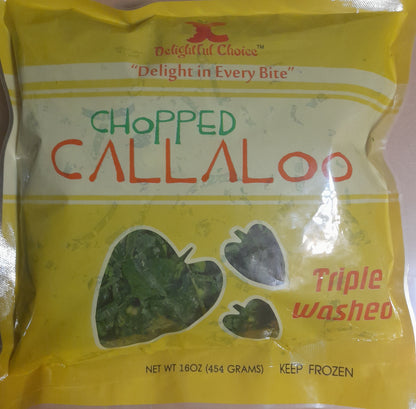 Delightful Choice™
"Delight in Every Bite"
CHOPPED
CALLALOO
Triple
Washed
NET WT 16OZ (454 GRAMS) KEEP FROZEN